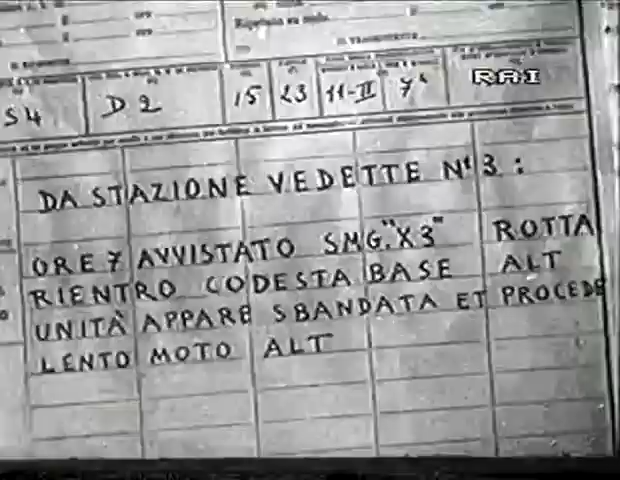 RAI
S4 D2 15 23 11-II 7ᴬ
DA STAZIONE VEDETTE Nº 3:
ORE 7 AVVISTATO SMG. "X3" ROTTA
RIENTRO CODESTA BASE ALT
UNITÀ APPARE SBANDATA ET PROCEDE
LENTO MOTO ALT